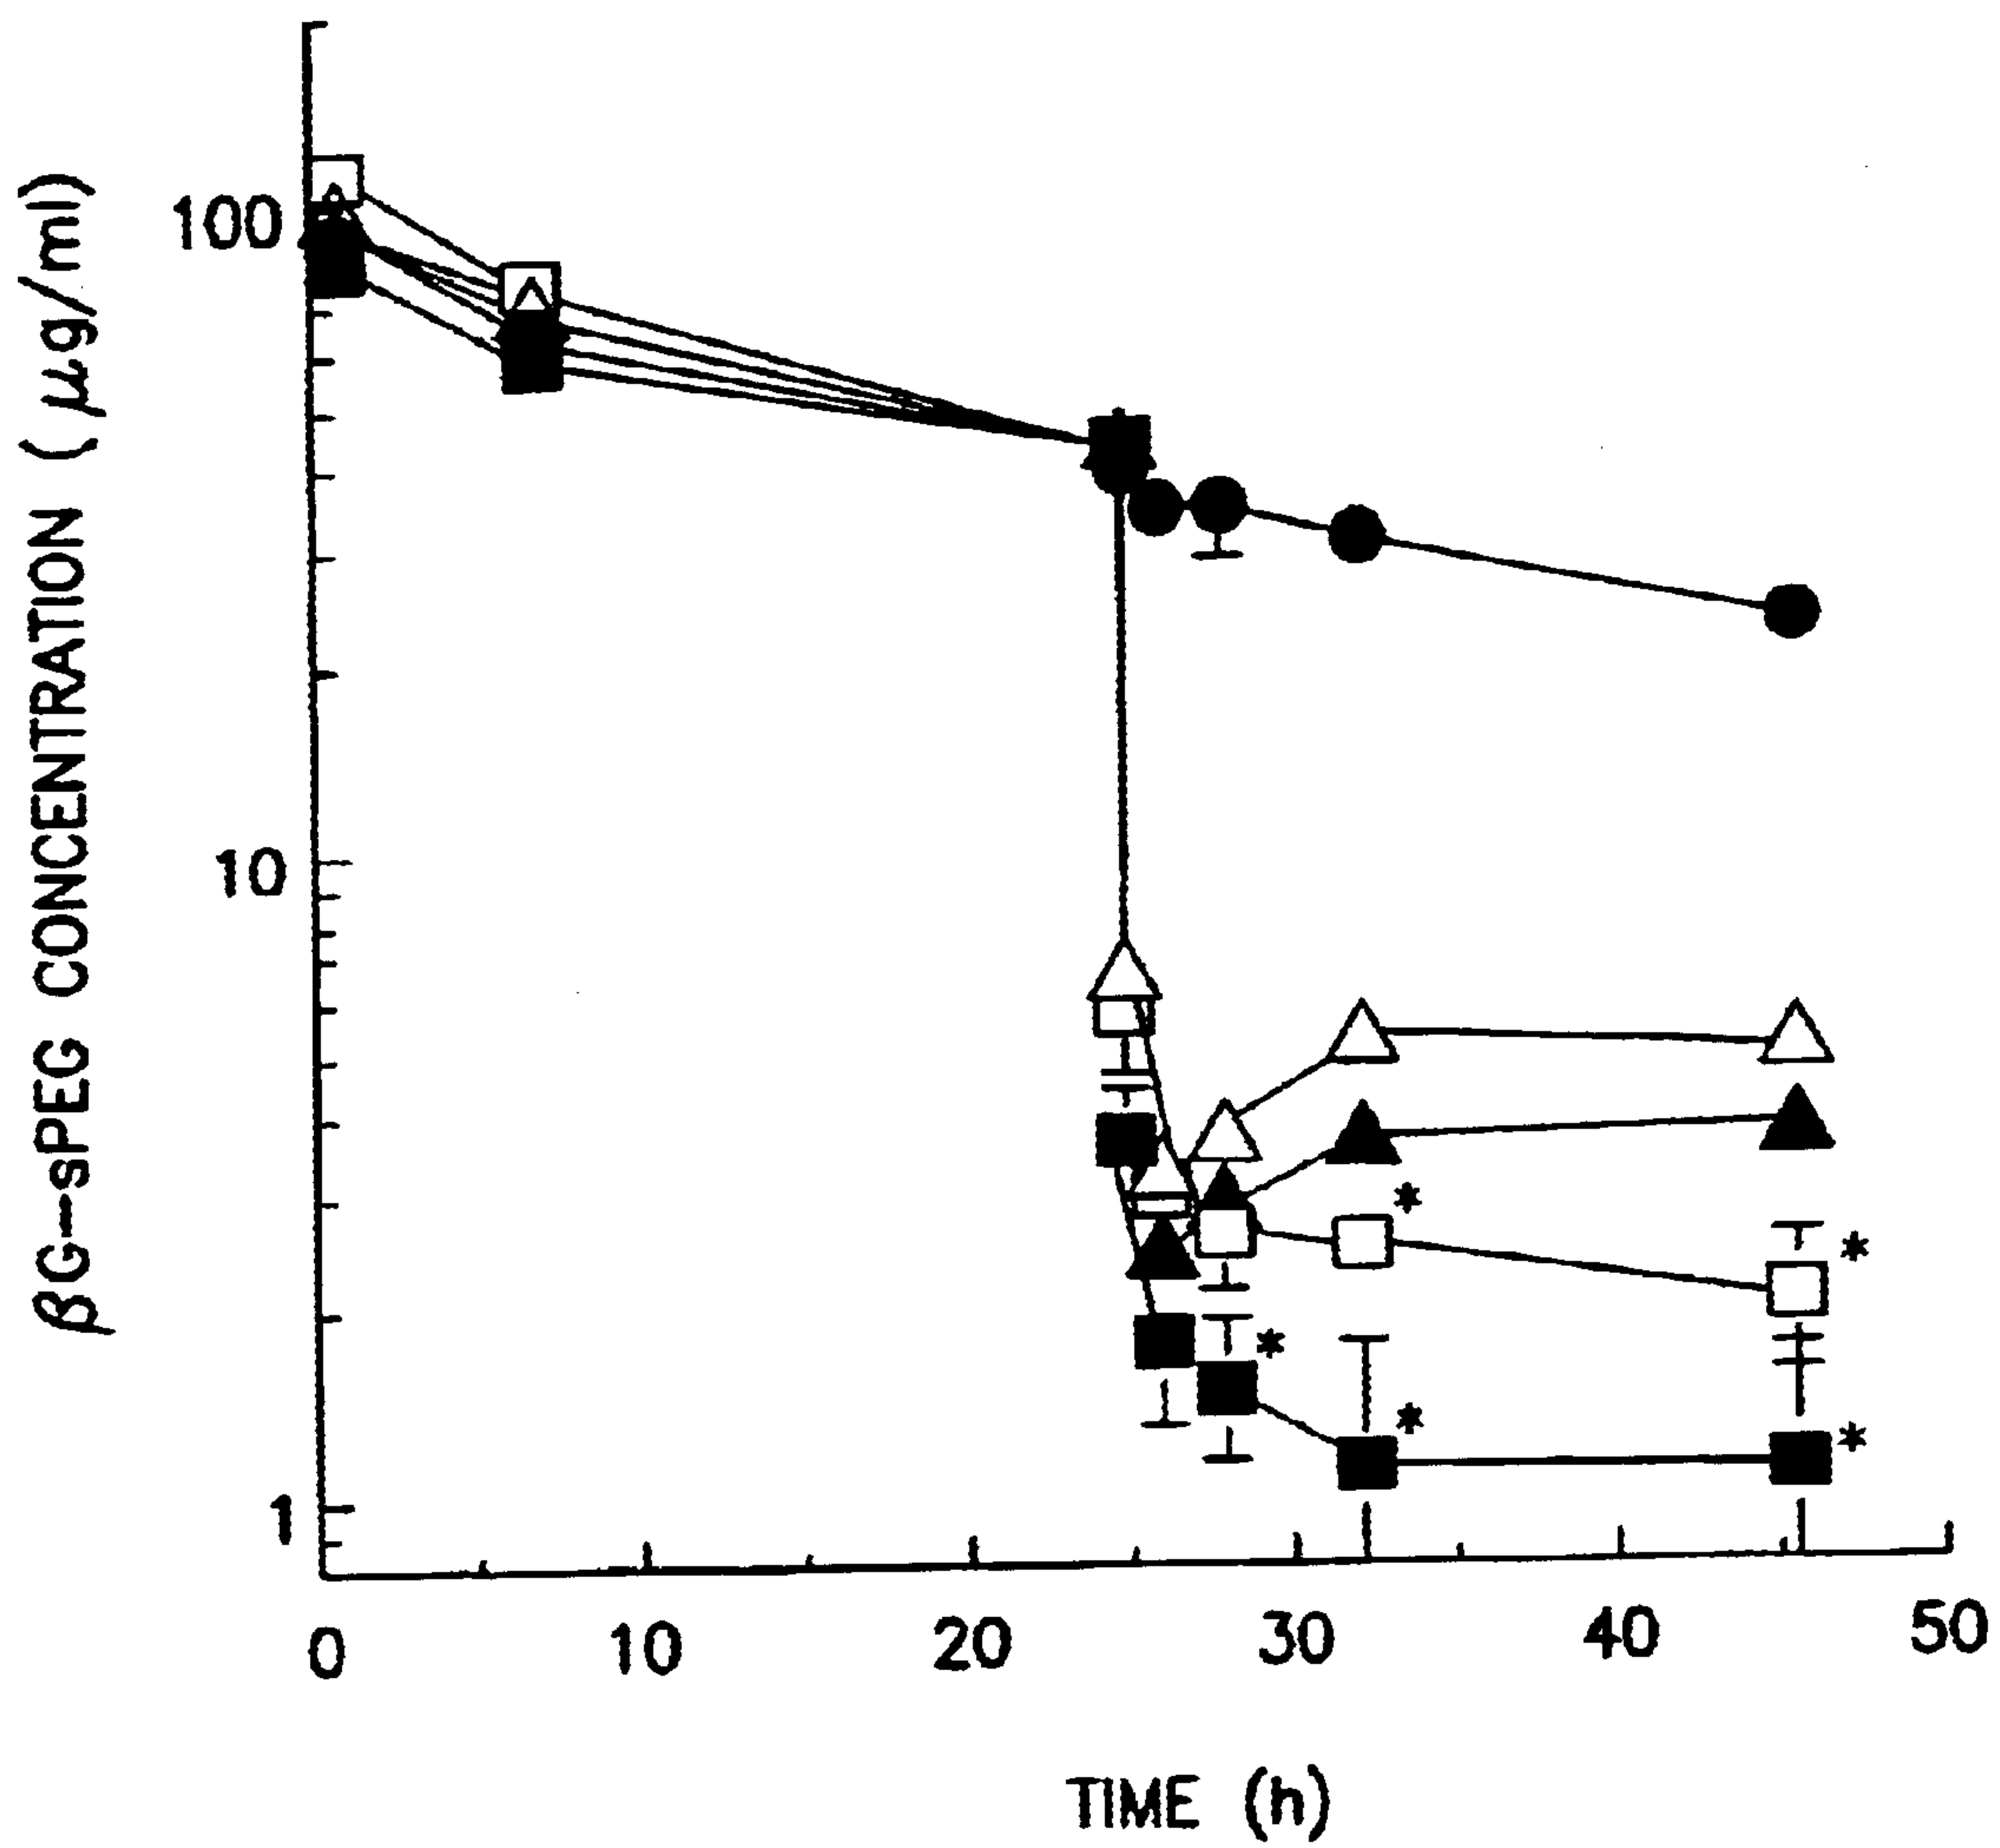 βG-sPEG CONCENTRATION (μg/ml)
100
10
1
*
*
*
*
*
0 10 20 30 40 50
TIME (h)